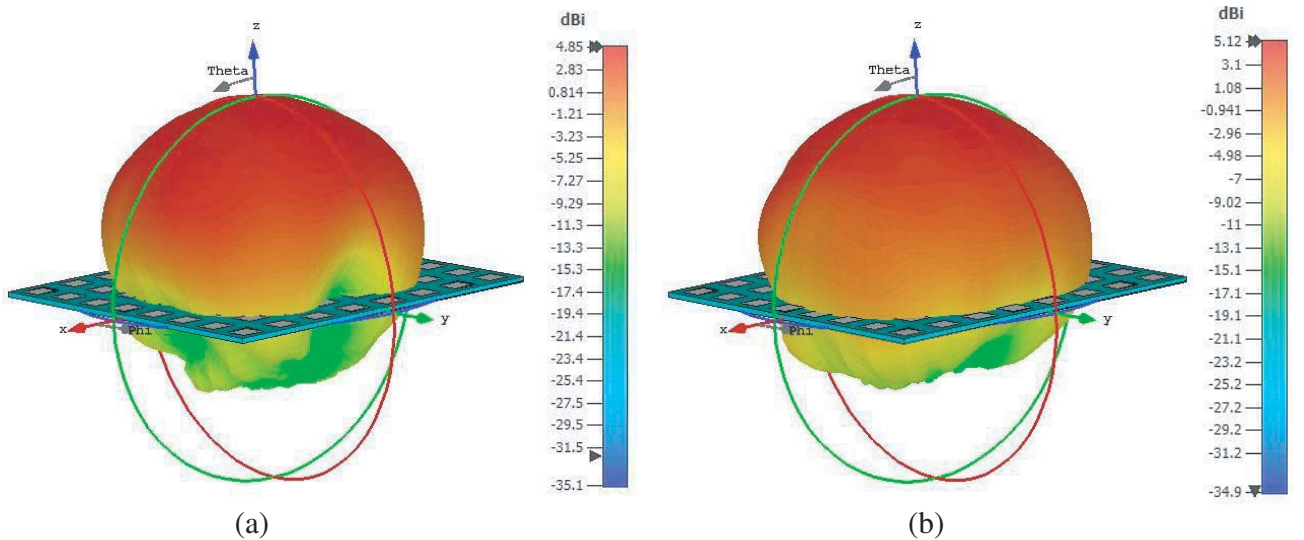 z
Theta
x
Phi
y
dBi
4.85
2.83
0.814
-1.21
-3.23
-5.25
-7.27
-9.29
-11.3
-13.3
-15.3
-17.4
-19.4
-21.4
-23.4
-25.4
-27.5
-29.5
-31.5
-35.1
(a)
z
Theta
x
Phi
y
dBi
5.12
3.1
1.08
-0.941
-2.96
-4.98
-7
-9.02
-11
-13.1
-15.1
-17.1
-19.1
-21.1
-23.2
-25.2
-27.2
-29.2
-31.2
-34.9
(b)